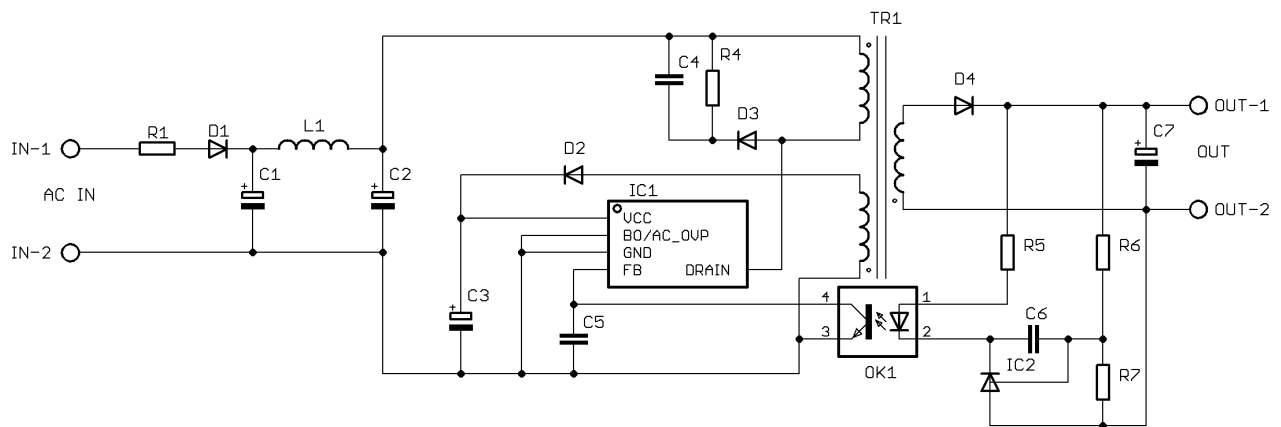 TR1
C4
R4
D4
OUT-1
R1
D1
L1
D3
C7
IN-1
OUT
C1
C2
D2
AC IN
IC1
VCC
BO/AC_OVP
GND
FB
DRAIN
OUT-2
IN-2
R5
R6
C3
C5
4
1
3
2
C6
OK1
IC2
R7